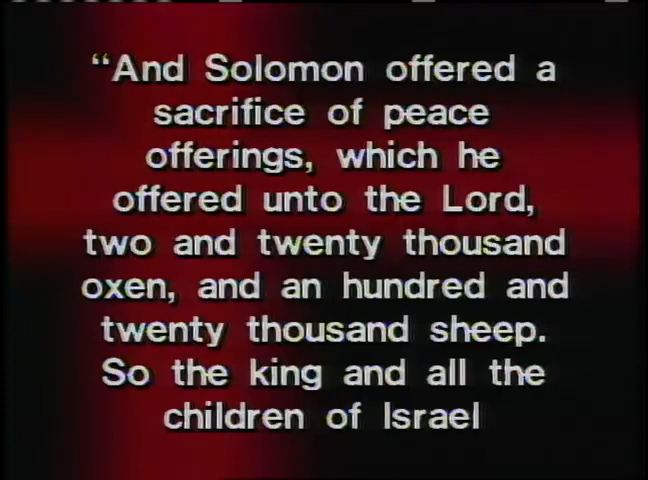 “And Solomon offered a
sacrifice of peace
offerings, which he
offered unto the Lord,
two and twenty thousand
oxen, and an hundred and
twenty thousand sheep.
So the king and all the
children of Israel